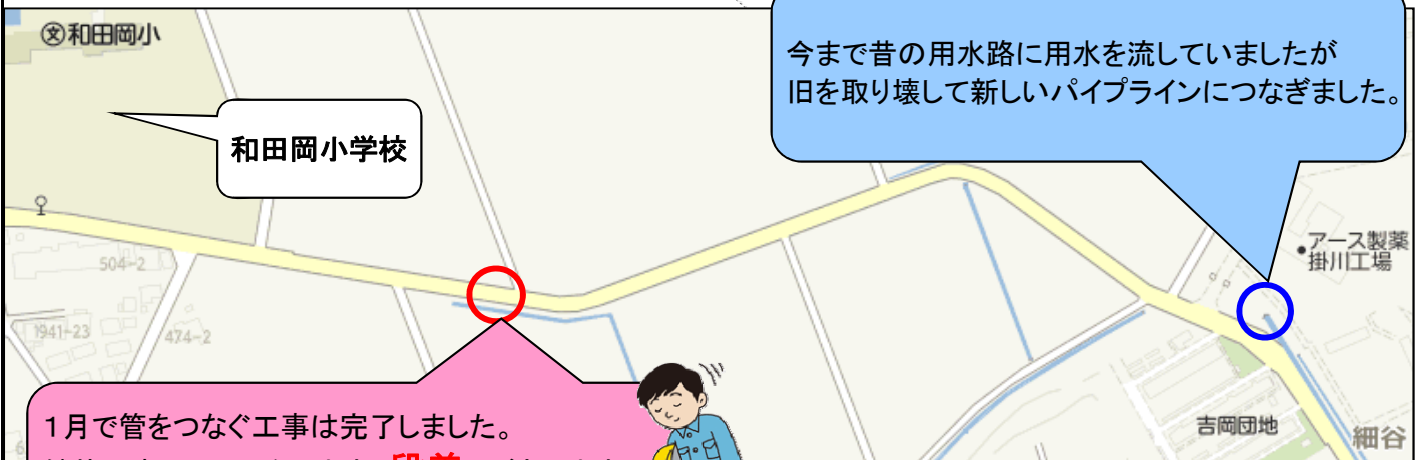 和田岡小
今まで昔の用水路に用水を流していましたが
旧を取り壊して新しいパイプラインにつなぎました。
和田岡小学校
アース製薬
掛川工場
504-2
1941-23
474-2
1月で管をつなぐ工事は完了しました。
段差
吉岡団地
細谷